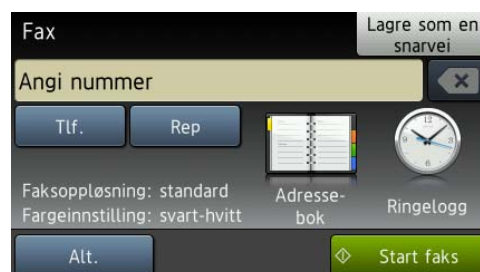 Fax
Lagre som en
snarvei
Angi nummer
Tlf.
Rep
Faksoppløsning: standard
Fargeinnstilling: svart-hvitt
Adresse-
bok
Ringelogg
Alt.
Start faks